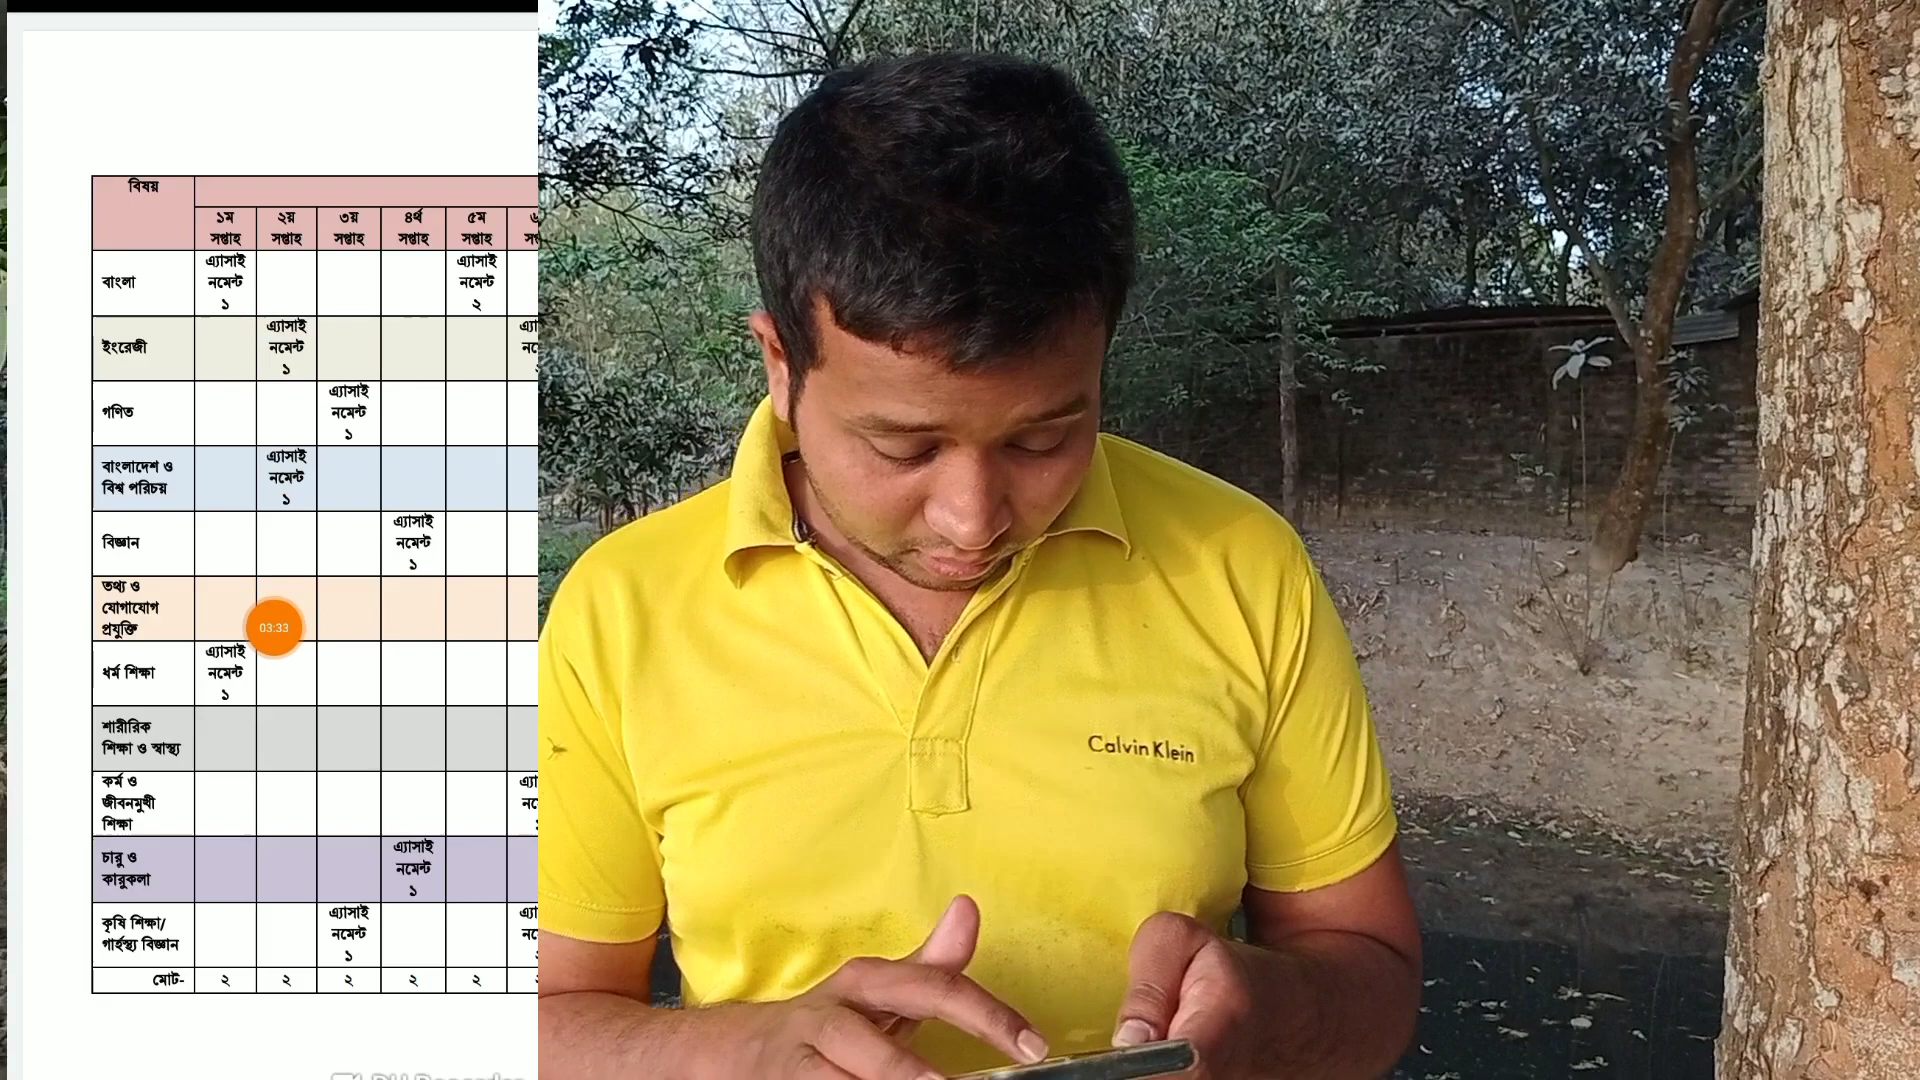 বিষয়
১ম ২য় ৩য় ৪র্থ ৫ম
সপ্তাহ সপ্তাহ সপ্তাহ সপ্তাহ সপ্তাহ
বাংলা
এ্যাসাই
নমেন্ট
১
এ্যাসাই
নমেন্ট
২
ইংরেজী
এ্যাসাই
নমেন্ট
১
গণিত
এ্যাসাই
নমেন্ট
১
বাংলাদেশ ও
বিশ্ব পরিচয়
এ্যাসাই
নমেন্ট
১
বিজ্ঞান
এ্যাসাই
নমেন্ট
১
তথ্য ও
যোগাযোগ
প্রযুক্তি
03:33
ধর্ম শিক্ষা
এ্যাসাই
নমেন্ট
১
শারীরিক
শিক্ষা ও স্বাস্থ্য
কর্ম ও
জীবনমুখী
শিক্ষা
চারু ও
কারুকলা
এ্যাসাই
নমেন্ট
১
কৃষি শিক্ষা/
গার্হস্থ্য বিজ্ঞান
এ্যাসাই
নমেন্ট
১
মোট- ২ ২ ২ ২ ২
Calvin Klein